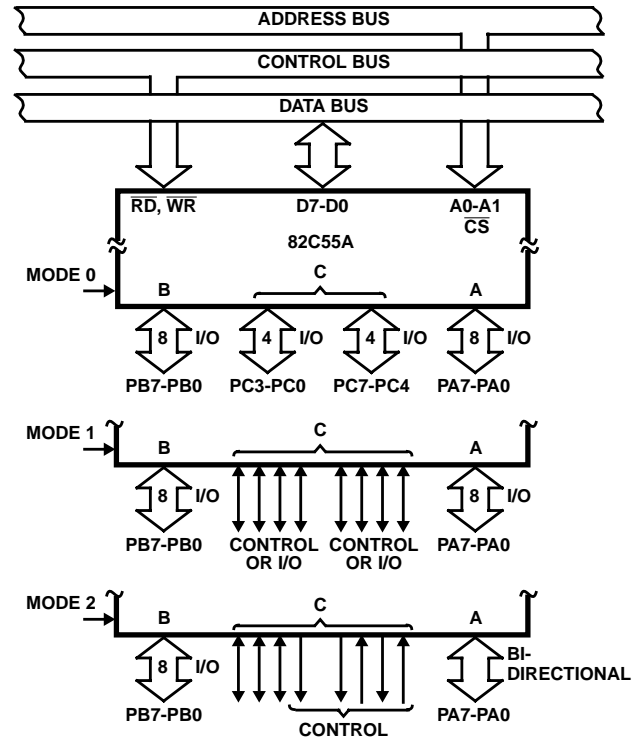 ADDRESS BUS
CONTROL BUS
DATA BUS
RD, WR D7-D0 A0-A1
CS
82C55A
MODE 0
B C A
8 I/O 4 I/O 4 I/O 8 I/O
PB7-PB0 PC3-PC0 PC7-PC4 PA7-PA0
MODE 1
B C A
8 I/O 8 I/O
PB7-PB0 CONTROL CONTROL PA7-PA0
OR I/O OR I/O
MODE 2
B C A
8 I/O BI-
DIRECTIONAL
PB7-PB0 PA7-PA0
CONTROL